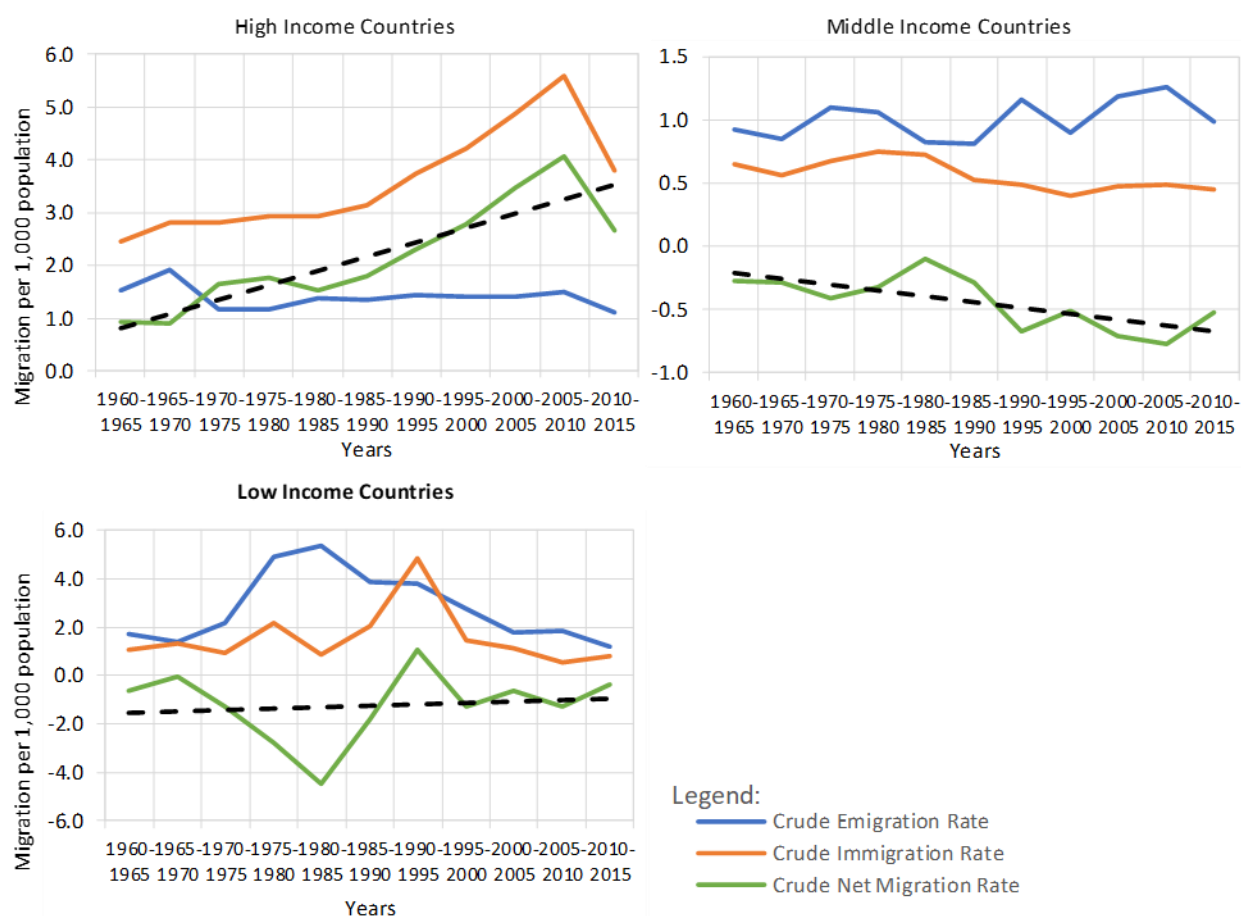 High Income Countries
Migration per 1,000 population
6.0
5.0
4.0
3.0
2.0
1.0
0.0
1960-1965-1970-1975-1980-1985-1990-1995-2000-2005-2010-
1965 1970 1975 1980 1985 1990 1995 2000 2005 2010 2015
Years
Middle Income Countries
1.5
1.0
0.5
0.0
-0.5
-1.0
1960-1965-1970-1975-1980-1985-1990-1995-2000-2005-2010-
1965 1970 1975 1980 1985 1990 1995 2000 2005 2010 2015
Years
Low Income Countries
Migration per 1,000 population
6.0
4.0
2.0
0.0
-2.0
-4.0
-6.0
1960-1965-1970-1975-1980-1985-1990-1995-2000-2005-2010-
1965 1970 1975 1980 1985 1990 1995 2000 2005 2010 2015
Years
Legend:
Crude Emigration Rate
Crude Immigration Rate
Crude Net Migration Rate